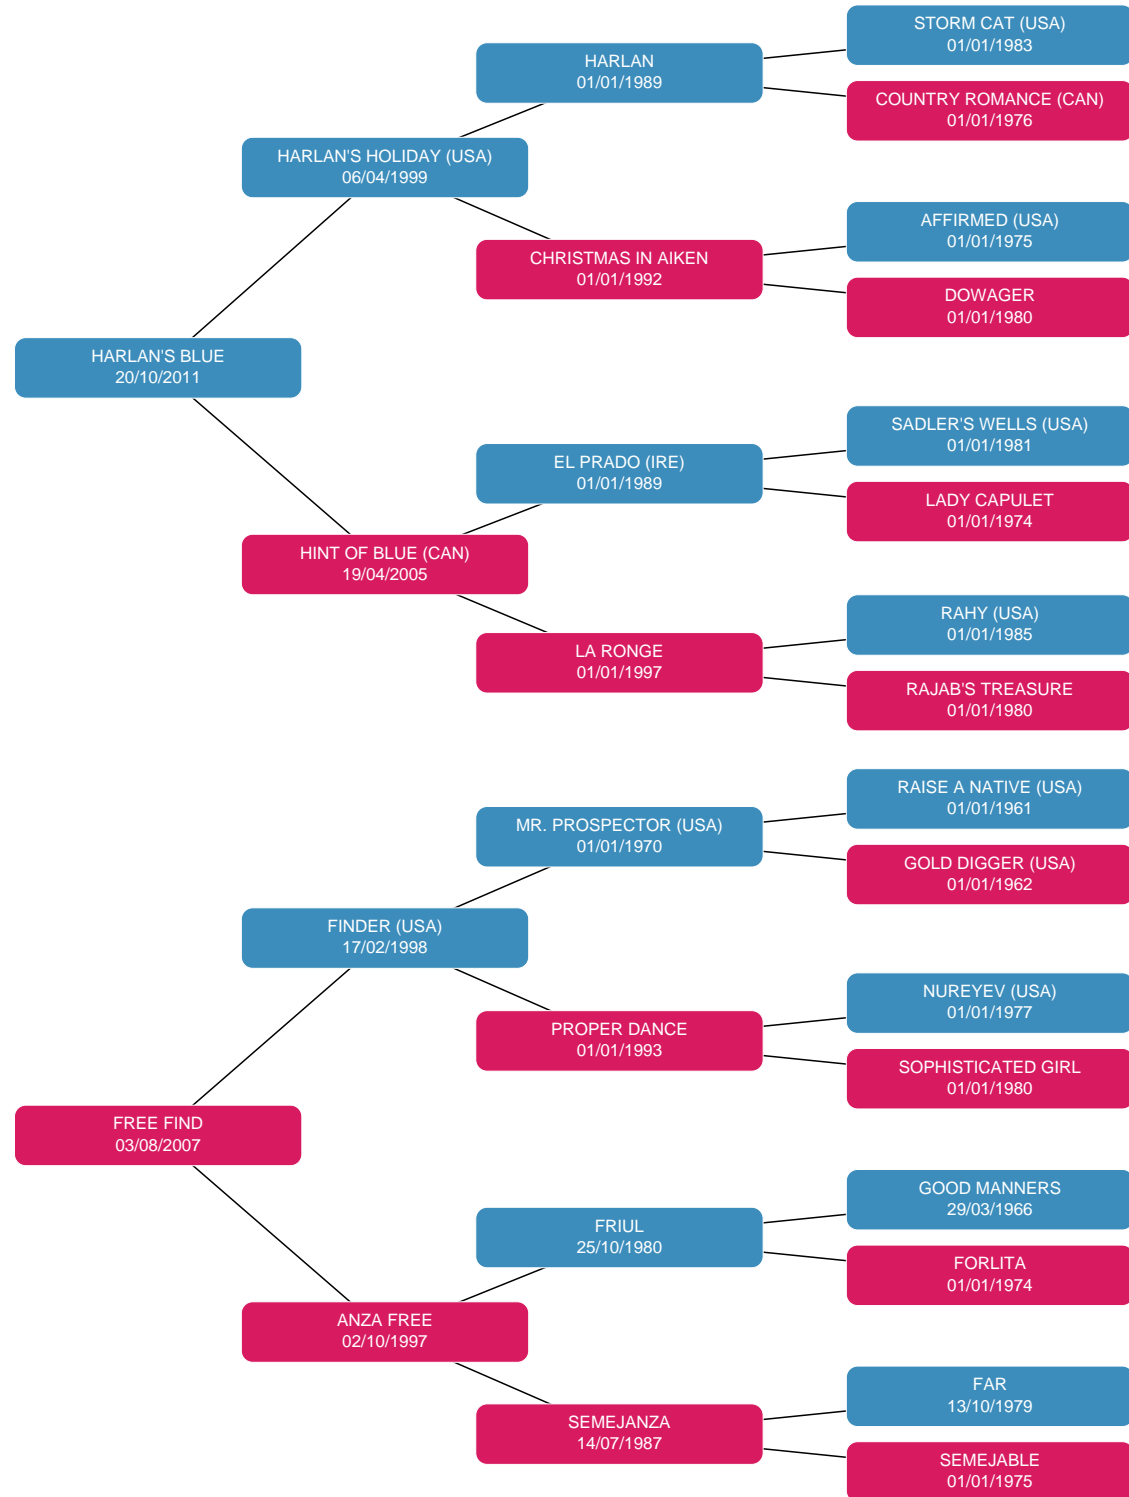 STORM CAT (USA)
01/01/1983
HARLAN
01/01/1989
COUNTRY ROMANCE (CAN)
01/01/1976
HARLAN'S HOLIDAY (USA)
06/04/1999
AFFIRMED (USA)
01/01/1975
CHRISTMAS IN AIKEN
01/01/1992
DOWAGER
01/01/1980
HARLAN'S BLUE
20/10/2011
SADLER'S WELLS (USA)
01/01/1981
EL PRADO (IRE)
01/01/1989
LADY CAPULET
01/01/1974
HINT OF BLUE (CAN)
19/04/2005
RAHY (USA)
01/01/1985
LA RONGE
01/01/1997
RAJAB'S TREASURE
01/01/1980
RAISE A NATIVE (USA)
01/01/1961
MR. PROSPECTOR (USA)
01/01/1970
GOLD DIGGER (USA)
01/01/1962
FINDER (USA)
17/02/1998
NUREYEV (USA)
01/01/1977
PROPER DANCE
01/01/1993
SOPHISTICATED GIRL
01/01/1980
FREE FIND
03/08/2007
GOOD MANNERS
29/03/1966
FRIUL
25/10/1980
FORLITA
01/01/1974
ANZA FREE
02/10/1997
FAR
13/10/1979
SEMEJANZA
14/07/1987
SEMEJABLE
01/01/1975